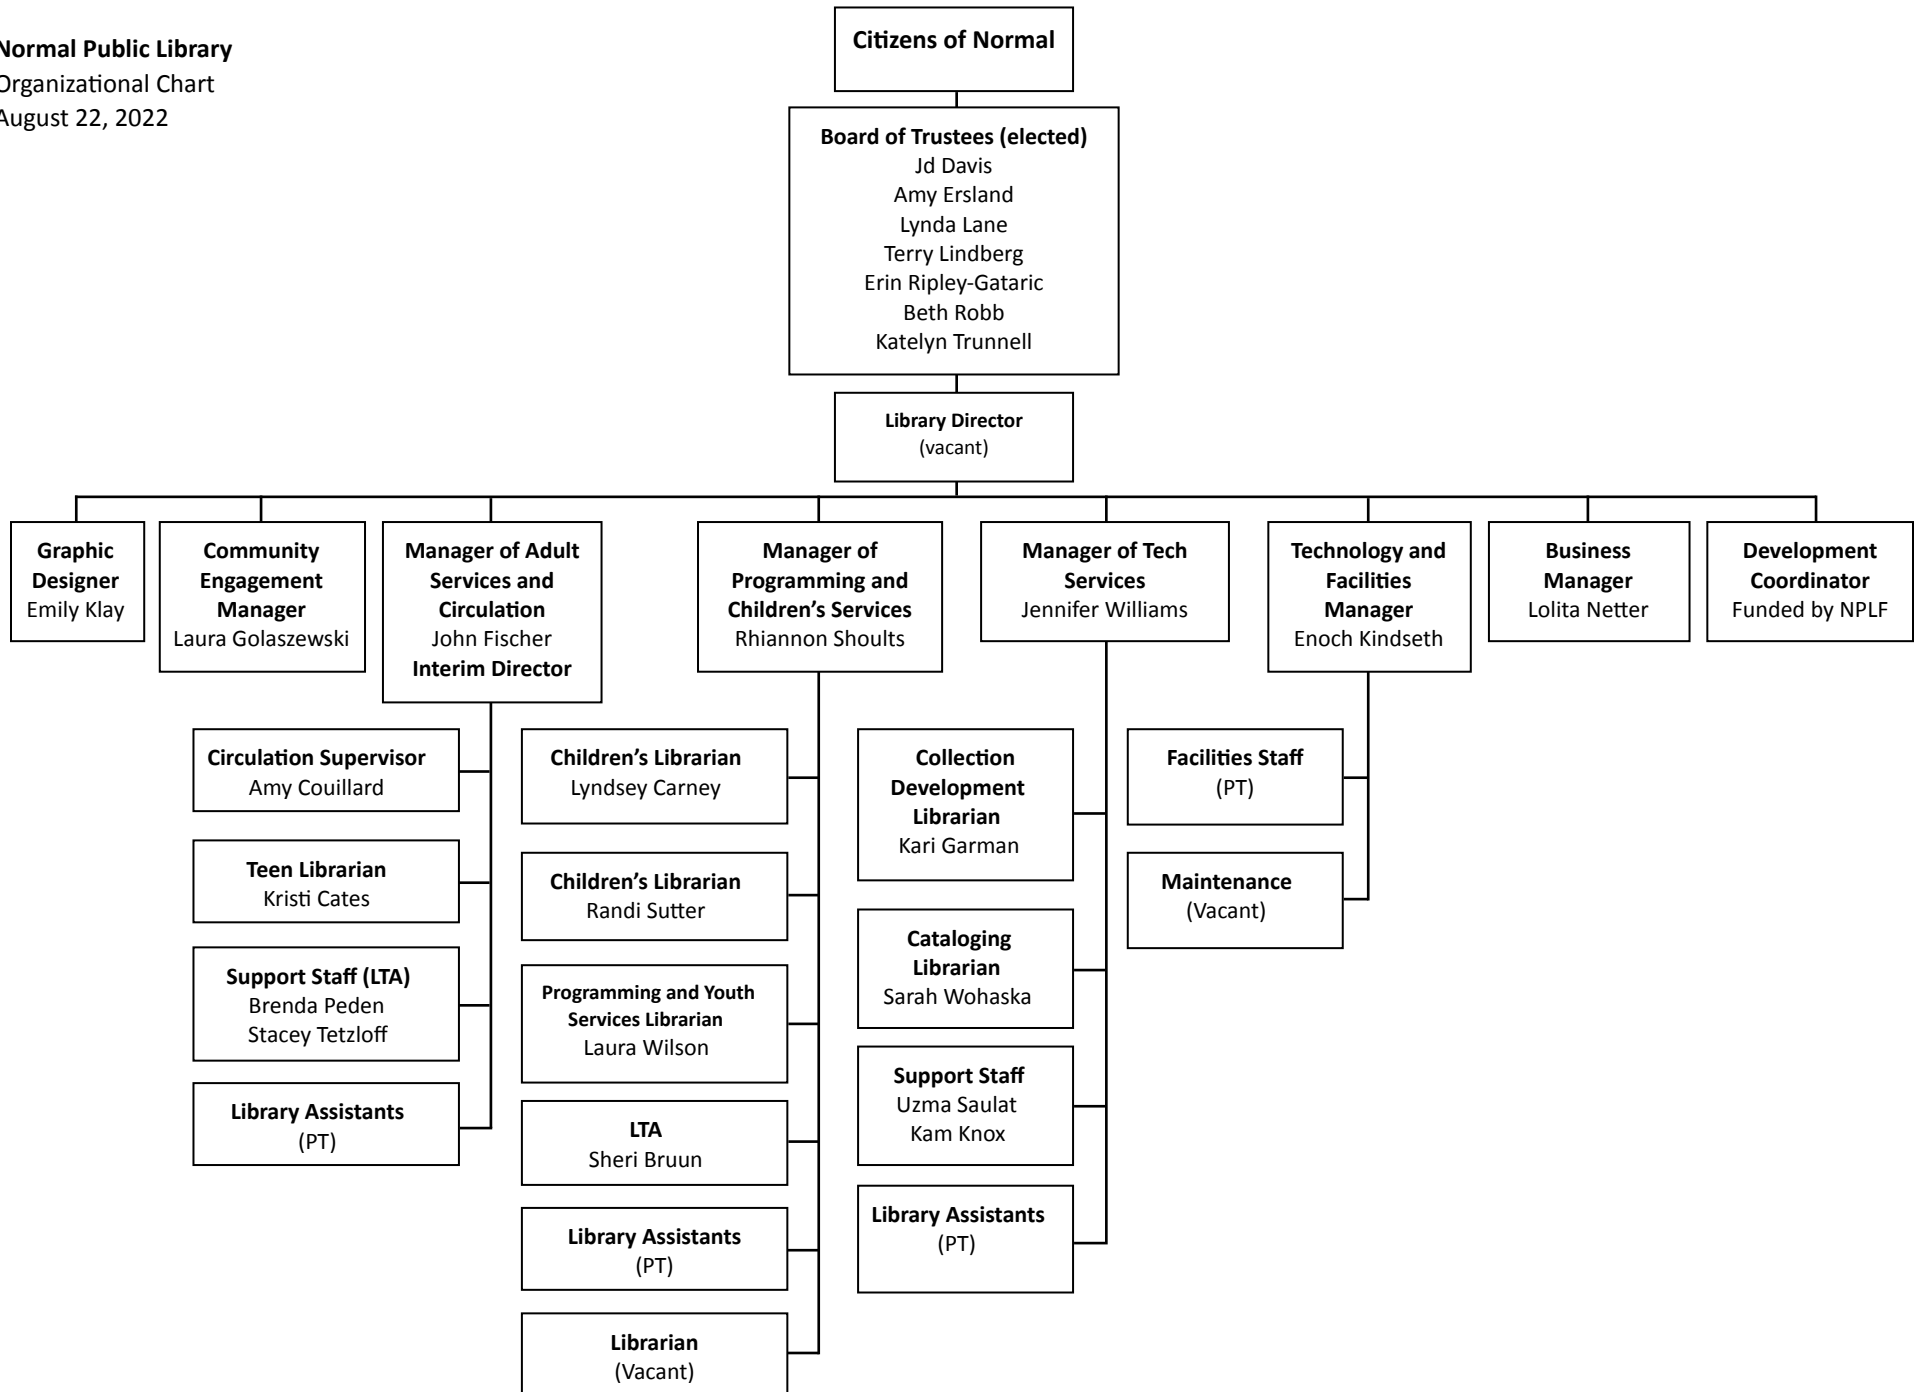 Normal Public Library
Organizational Chart
August 22, 2022
Citizens of Normal
Board of Trustees (elected)
Jd Davis
Amy Ersland
Lynda Lane
Terry Lindberg
Erin Ripley-Gataric
Beth Robb
Katelyn Trunnell
Library Director
(vacant)
Graphic
Designer
Emily Klay
Community
Engagement
Manager
Laura Golaszewski
Manager of Adult
Services and
Circulation
John Fischer
Interim Director
Manager of
Programming and
Children’s Services
Rhiannon Shoults
Manager of Tech
Services
Jennifer Williams
Technology and
Facilities
Manager
Enoch Kindseth
Business
Manager
Lolita Netter
Development
Coordinator
Funded by NPLF
Circulation Supervisor
Amy Couillard
Teen Librarian
Kristi Cates
Support Staff (LTA)
Brenda Peden
Stacey Tetzloff
Library Assistants
(PT)
Children’s Librarian
Lyndsey Carney
Children’s Librarian
Randi Sutter
Programming and Youth
Services Librarian
Laura Wilson
LTA
Sheri Bruun
Library Assistants
(PT)
Librarian
(Vacant)
Collection
Development
Librarian
Kari Garman
Cataloging
Librarian
Sarah Wohaska
Support Staff
Uzma Saulat
Kam Knox
Library Assistants
(PT)
Facilities Staff
(PT)
Maintenance
(Vacant)